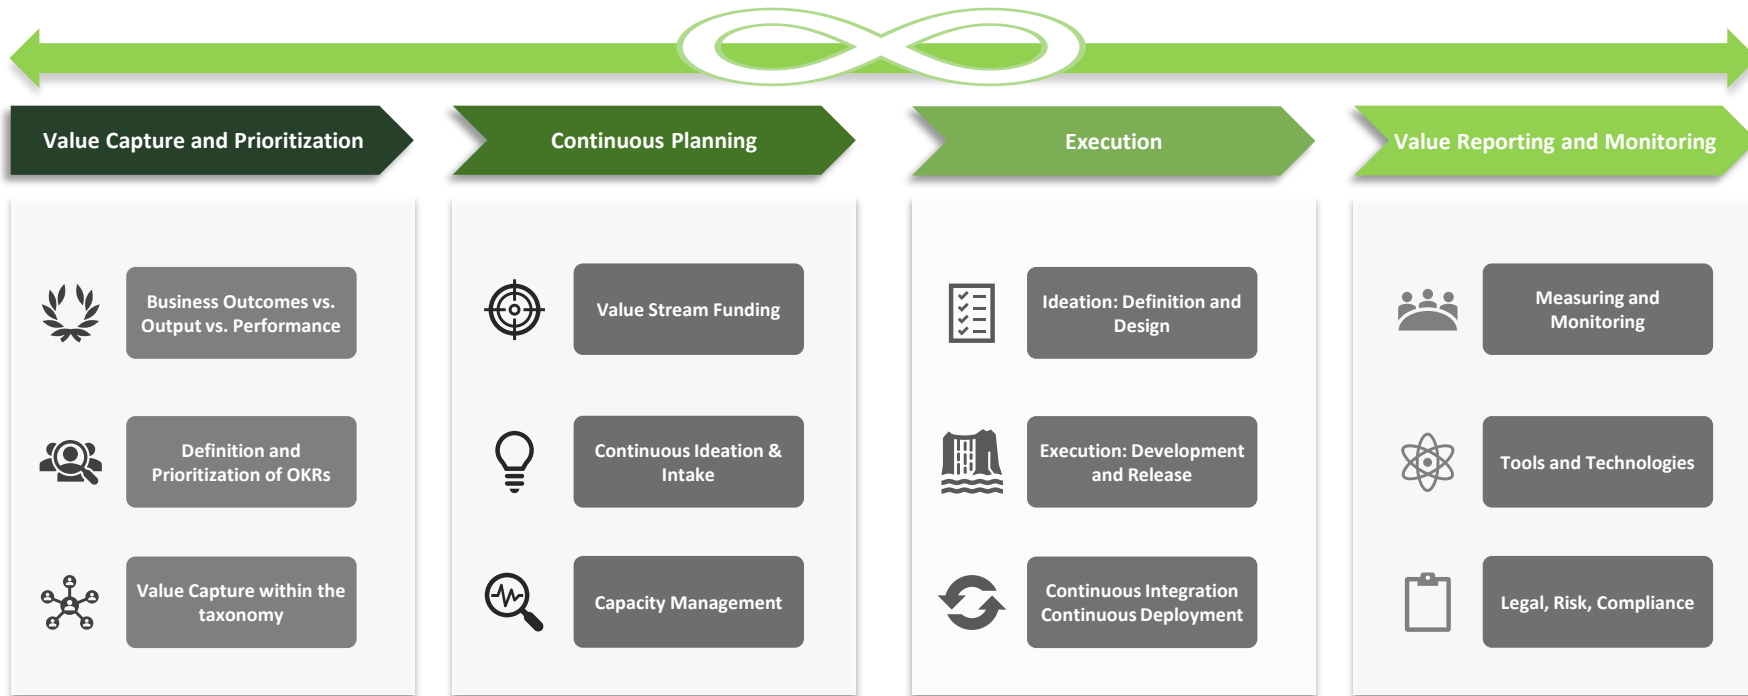 Value Capture and Prioritization
Continuous Planning
Execution
Value Reporting and Monitoring
Business Outcomes vs.
Output vs. Performance
Definition and
Prioritization of OKRs
Value Capture within the
taxonomy
Value Stream Funding
Continuous Ideation &
Intake
Capacity Management
Ideation: Definition and
Design
Execution: Development
and Release
Continuous Integration
Continuous Deployment
Measuring and
Monitoring
Tools and Technologies
Legal, Risk, Compliance